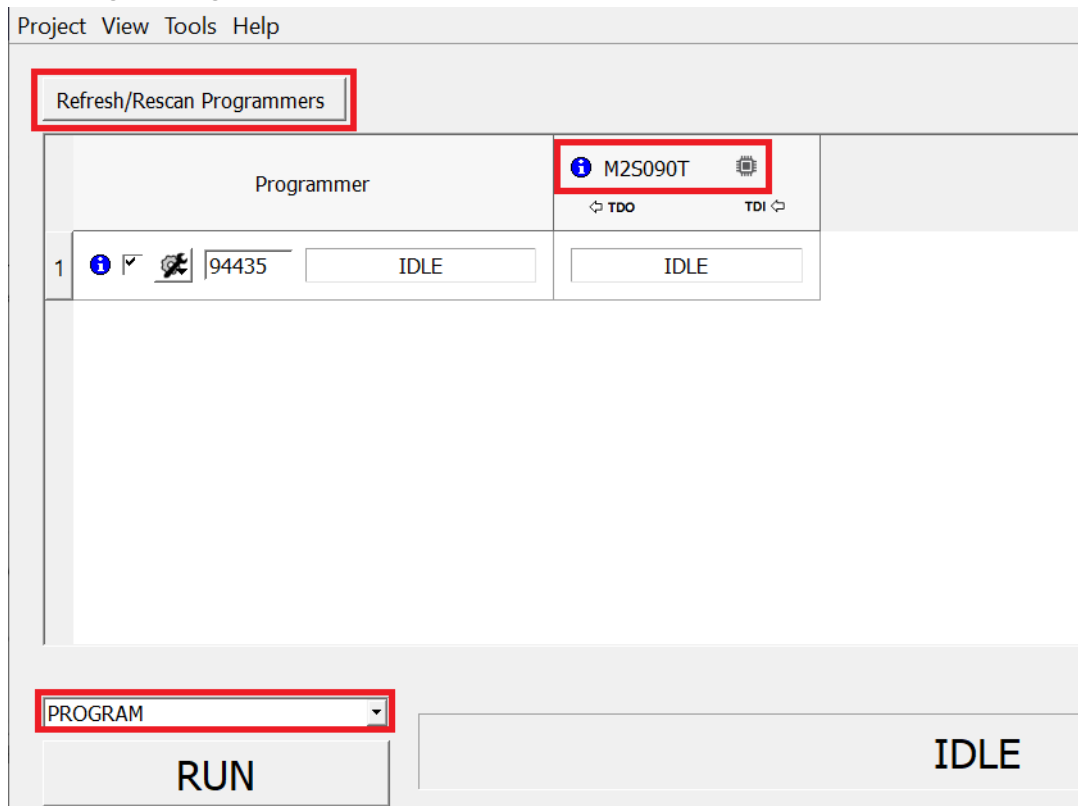 Project View Tools Help
Refresh/Rescan Programmers
Programmer
M2S090T
TDO TDI
1 94435 IDLE IDLE
PROGRAM
RUN
IDLE